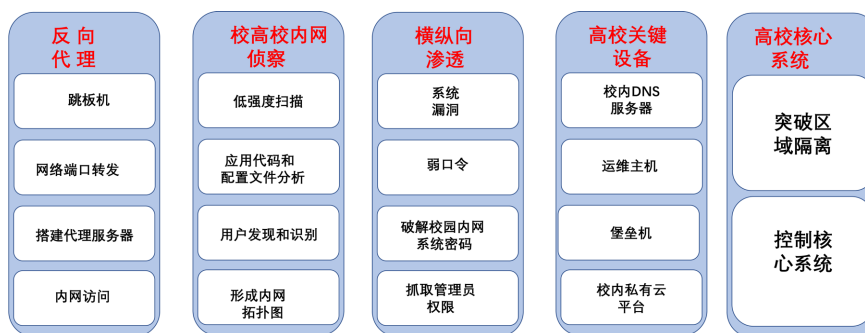 反 向
代 理
跳板机
网络端口转发
搭建代理服务器
内网访问
校高校内网
侦察
低强度扫描
应用代码和
配置文件分析
用户发现和识别
形成内网
拓扑图
横纵向
渗透
系统
漏洞
弱口令
破解校园内网
系统密码
抓取管理员
权限
高校关键
设备
校内DNS
服务器
运维主机
堡垒机
校内私有云
平台
高校核心
系统
突破区
域隔离
控制核
心系统